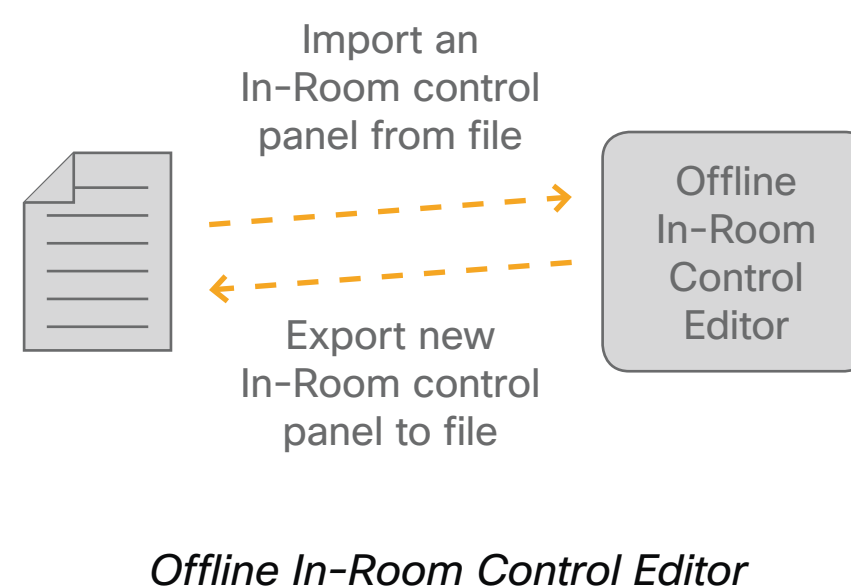 Import an
In-Room control
panel from file
Offline
In-Room
Control
Editor
Export new
In-Room control
panel to file
Offline In-Room Control Editor